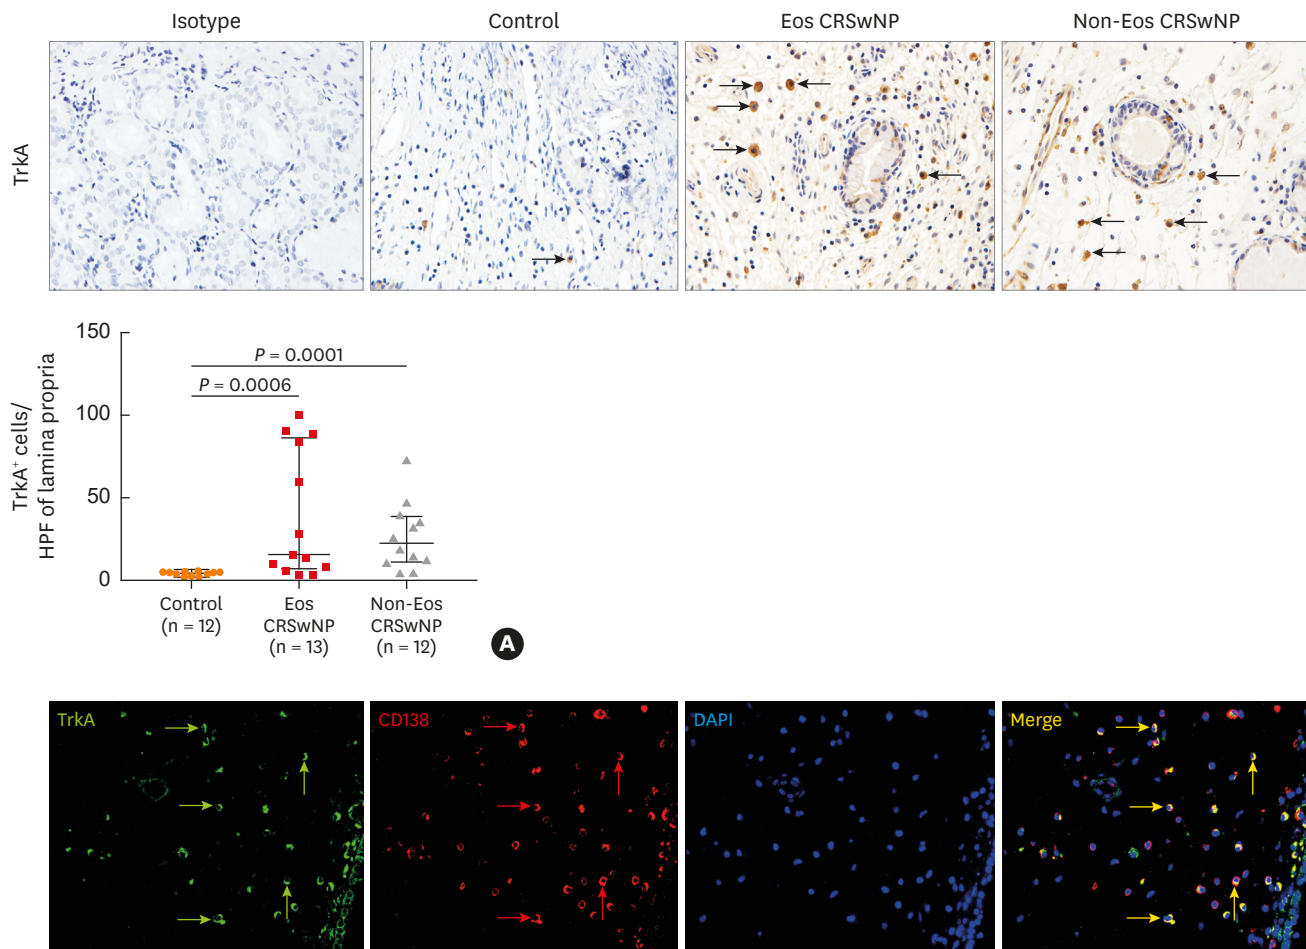 Isotype
Control
Eos CRSwNP
Non-Eos CRSwNP
TrkA
150
100
50
0
TrkA⁺ cells/
HPF of lamina propria
P = 0.0001
P = 0.0006
Control
(n = 12)
Eos
CRSwNP
(n = 13)
Non-Eos
CRSwNP
(n = 12)
A
TrkA
CD138
DAPI
Merge